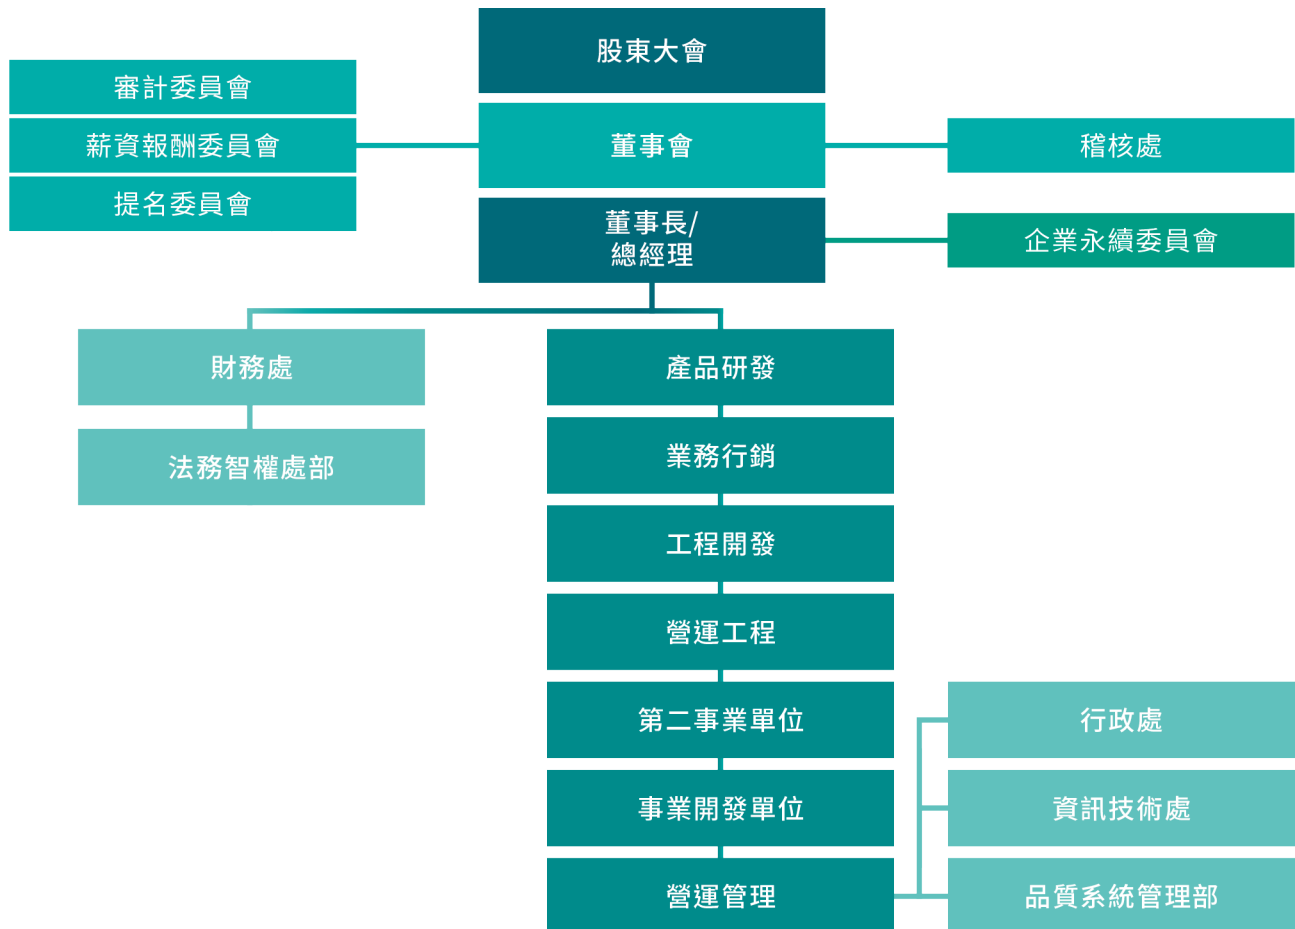 股東大會
審計委員會
薪資報酬委員會
提名委員會
董事會
稽核處
董事長/
總經理
企業永續委員會
財務處
法務智權處部
產品研發
業務行銷
工程開發
營運工程
第二事業單位
事業開發單位
營運管理
行政處
資訊技術處
品質系統管理部